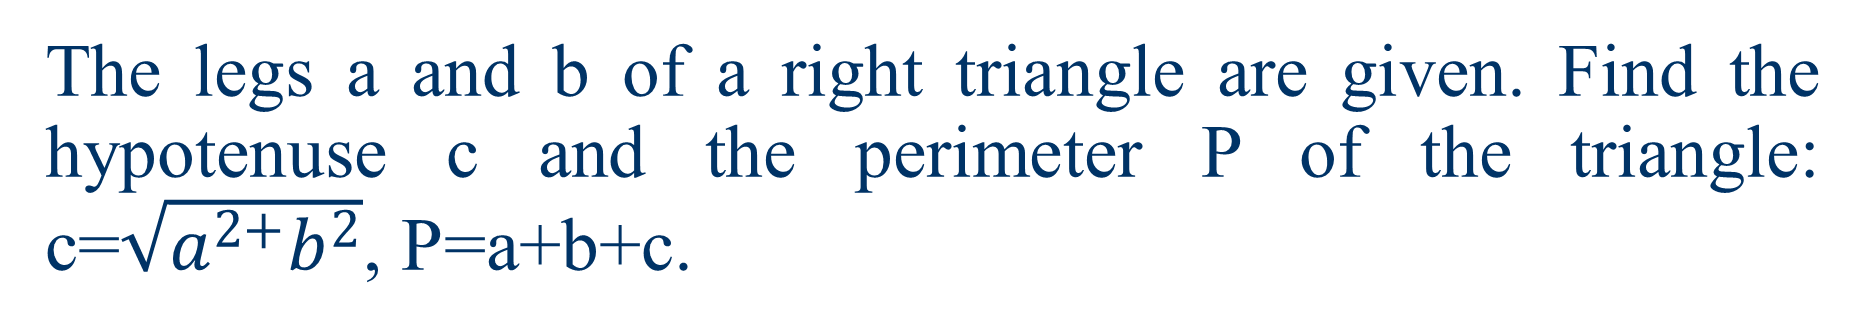 The legs a and b of a right triangle are given. Find the
hypotenuse c and the perimeter P of the triangle:
c=√a²⁺b², P=a+b+c.